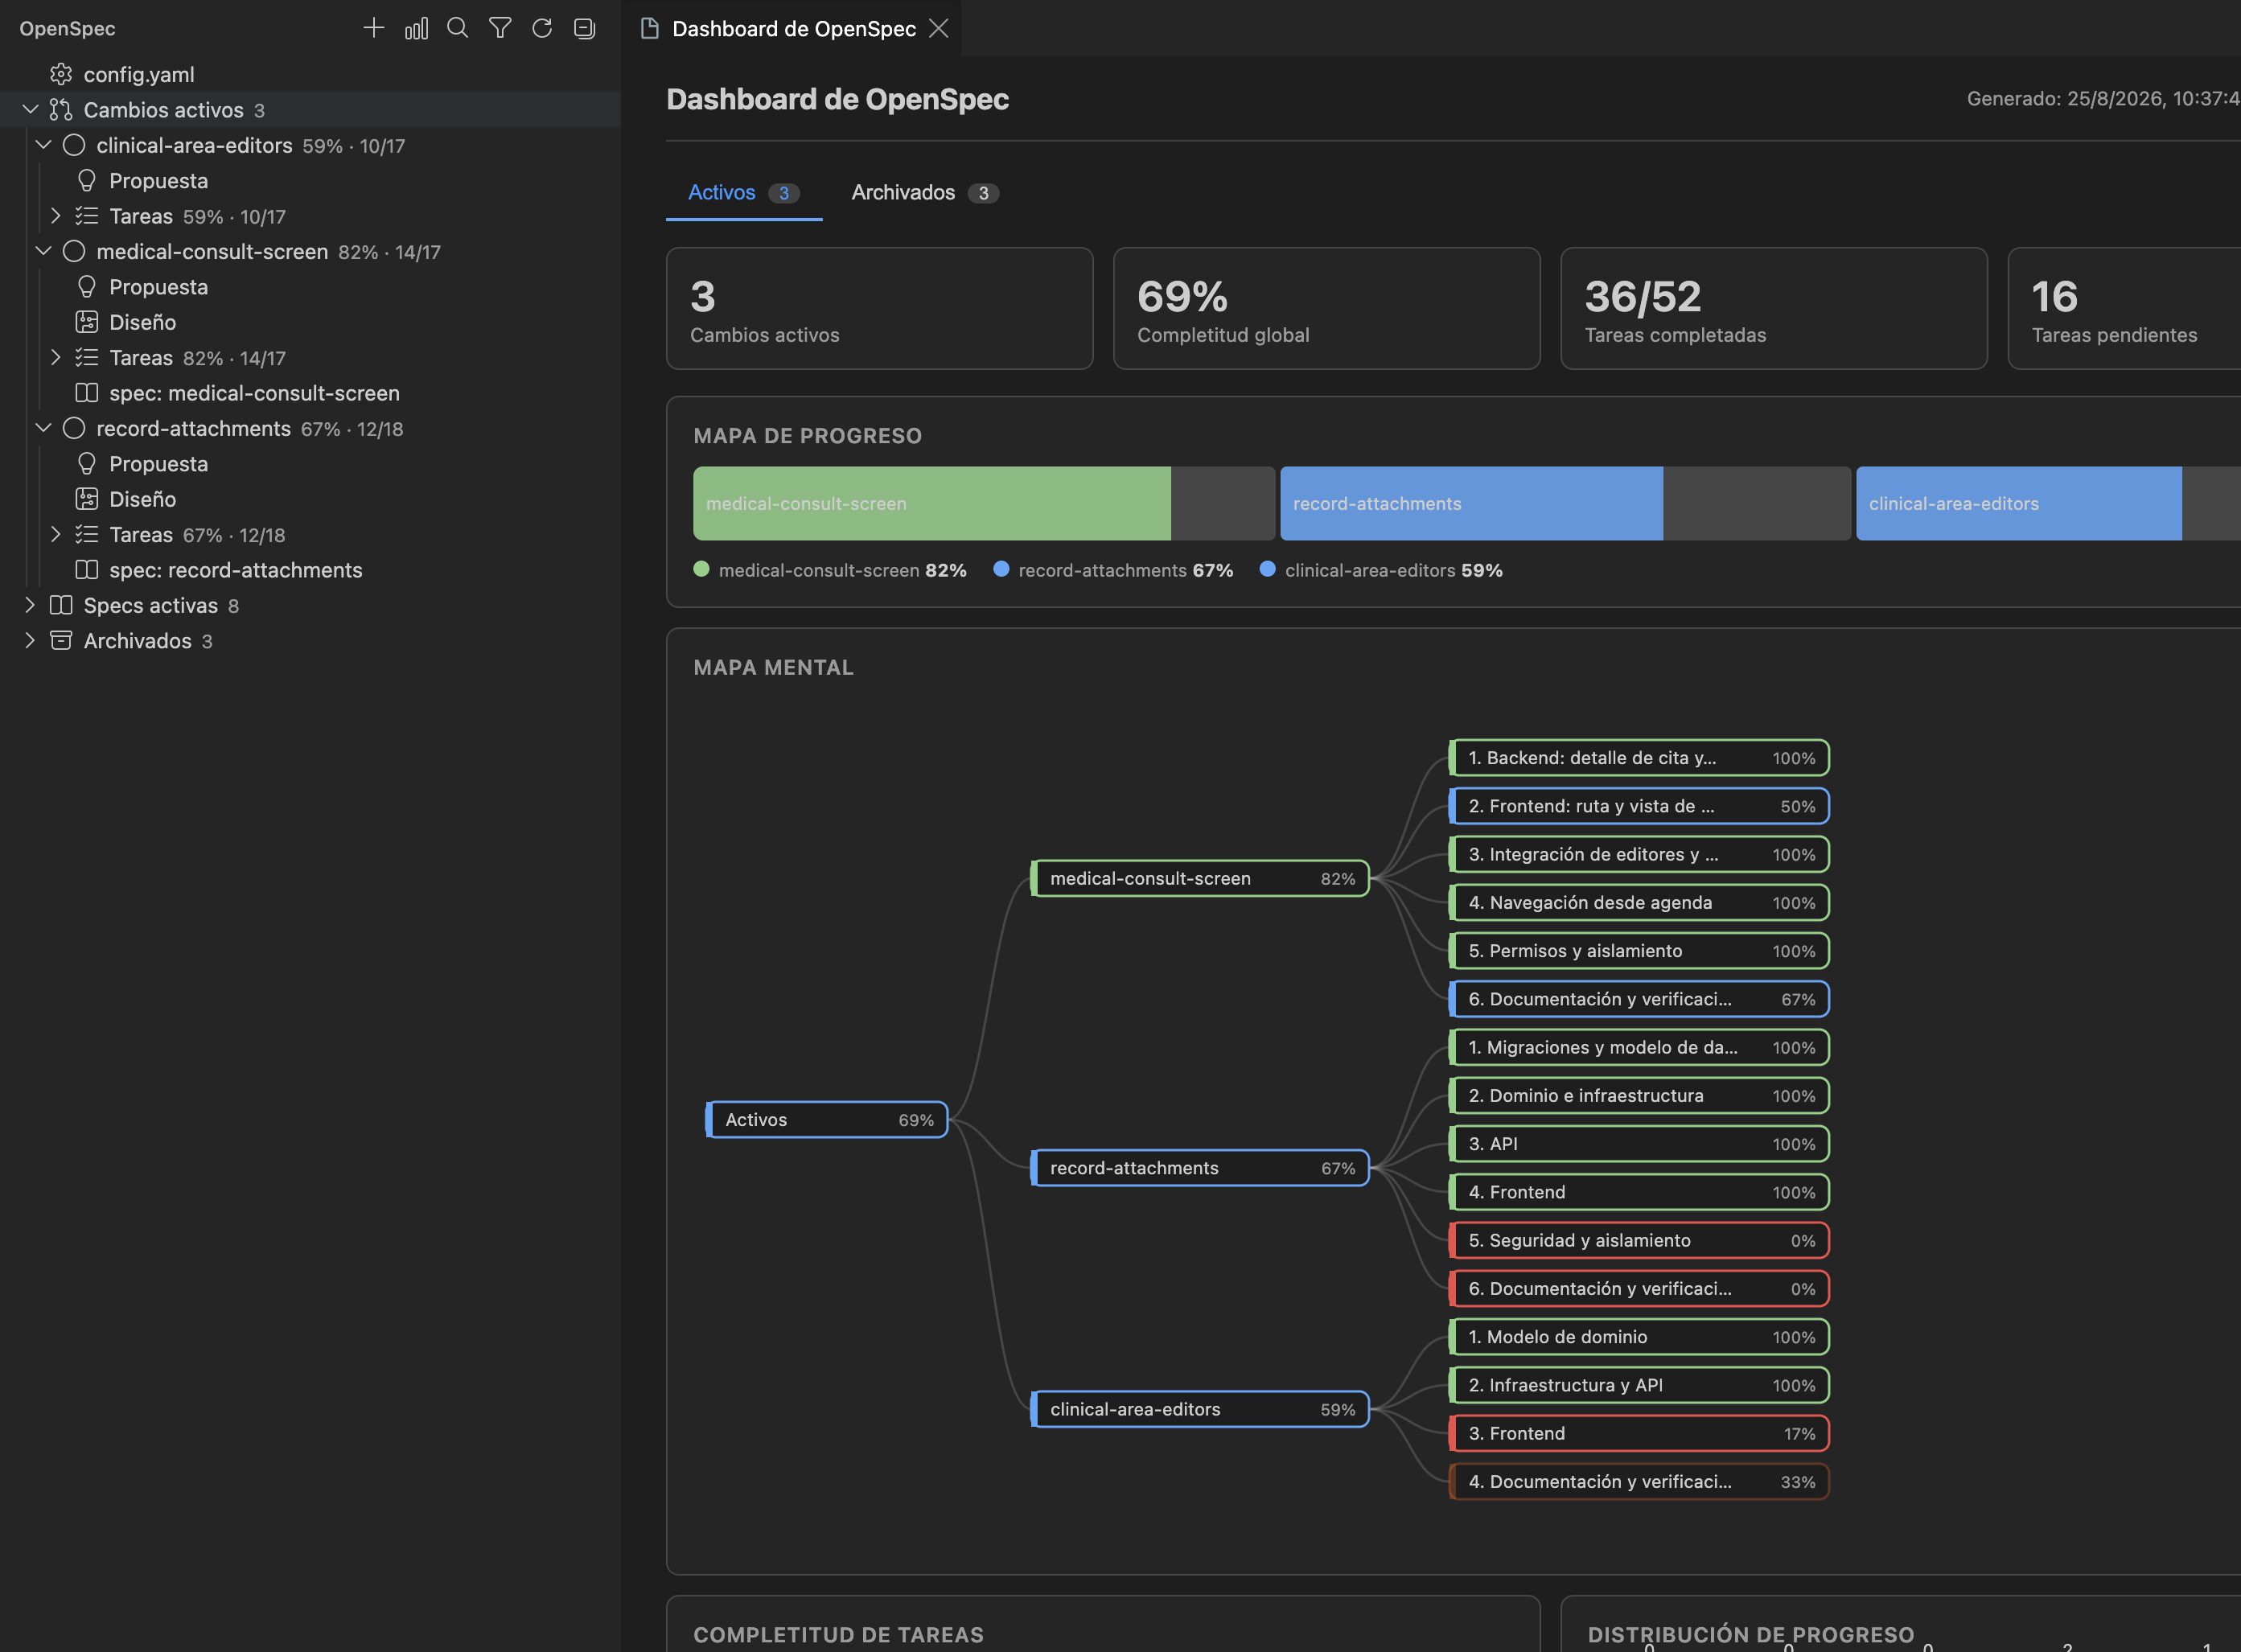 OpenSpec
config.yaml
Cambios activos 3
clinical-area-editors 59% · 10/17
Propuesta
Tareas 59% · 10/17
medical-consult-screen 82% · 14/17
Propuesta
Diseño
Tareas 82% · 14/17
spec: medical-consult-screen
record-attachments 67% · 12/18
Propuesta
Diseño
Tareas 67% · 12/18
spec: record-attachments
Specs activas 8
Archivados 3
Dashboard de OpenSpec
Dashboard de OpenSpec
Generado: 25/8/2026, 10:37:4
Activos 3
Archivados 3
3
Cambios activos
69%
Completitud global
36/52
Tareas completadas
16
Tareas pendientes
MAPA DE PROGRESO
medical-consult-screen
record-attachments
clinical-area-editors
medical-consult-screen 82%
record-attachments 67%
clinical-area-editors 59%
MAPA MENTAL
Activos 69%
medical-consult-screen 82%
1. Backend: detalle de cita y... 100%
2. Frontend: ruta y vista de ... 50%
3. Integración de editores y ... 100%
4. Navegación desde agenda 100%
5. Permisos y aislamiento 100%
6. Documentación y verificaci... 67%
record-attachments 67%
1. Migraciones y modelo de da... 100%
2. Dominio e infraestructura 100%
3. API 100%
4. Frontend 100%
5. Seguridad y aislamiento 0%
6. Documentación y verificaci... 0%
clinical-area-editors 59%
1. Modelo de dominio 100%
2. Infraestructura y API 100%
3. Frontend 17%
4. Documentación y verificaci... 33%
COMPLETITUD DE TAREAS
DISTRIBUCIÓN DE PROGRESO